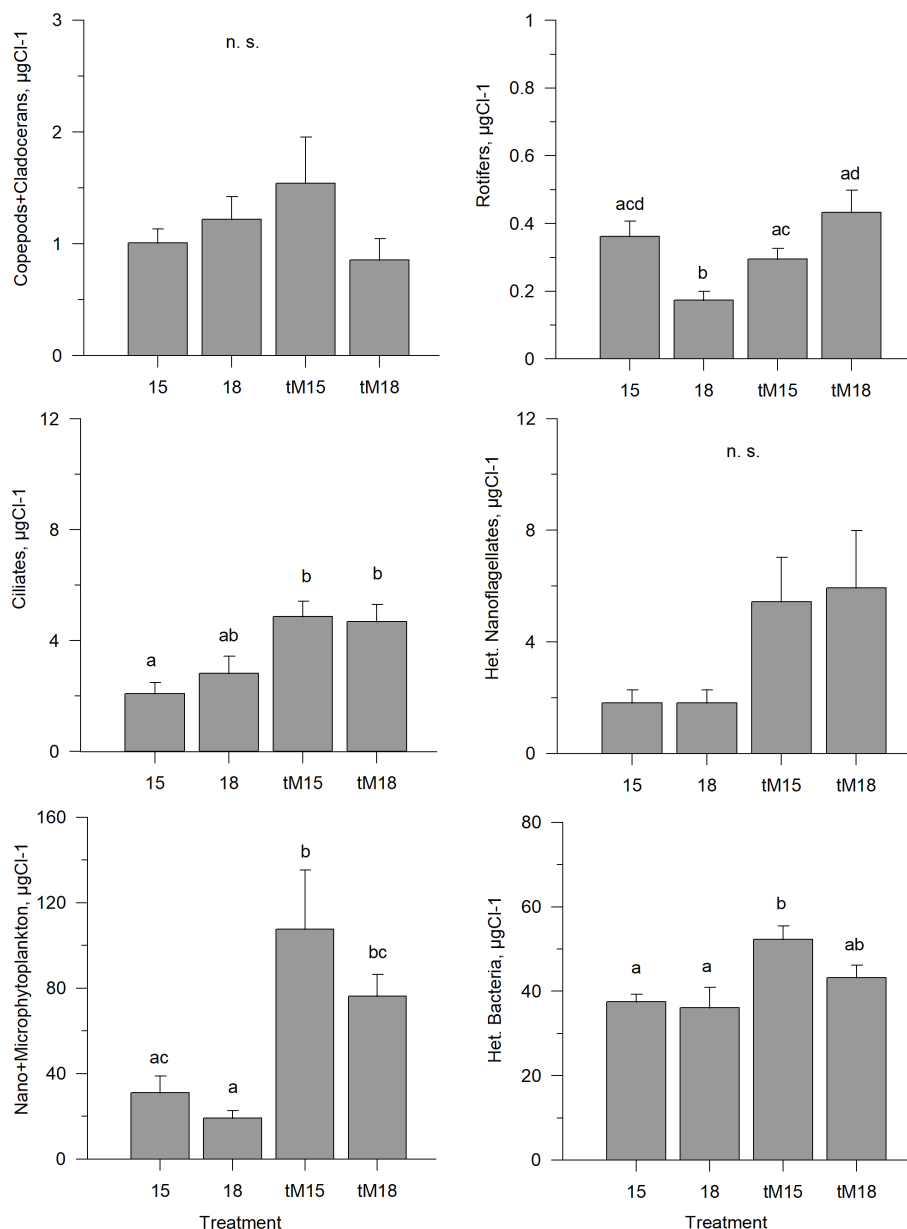 Copepods+Cladocerans, µgCl-1
3
2
1
0
n. s.
15 18 tM15 tM18
Rotifers, µgCl-1
1
0.8
0.6
0.4
0.2
0
acd
b
ac
ad
15 18 tM15 tM18
Ciliates, µgCl-1
12
8
4
0
a
ab
b
b
15 18 tM15 tM18
Het. Nanoflagellates, µgCl-1
12
8
4
0
n. s.
15 18 tM15 tM18
Nano+Microphytoplankton, µgCl-1
160
120
80
40
0
ac
a
b
bc
15 18 tM15 tM18
Treatment
Het. Bacteria, µgCl-1
80
60
40
20
0
a
a
b
ab
15 18 tM15 tM18
Treatment